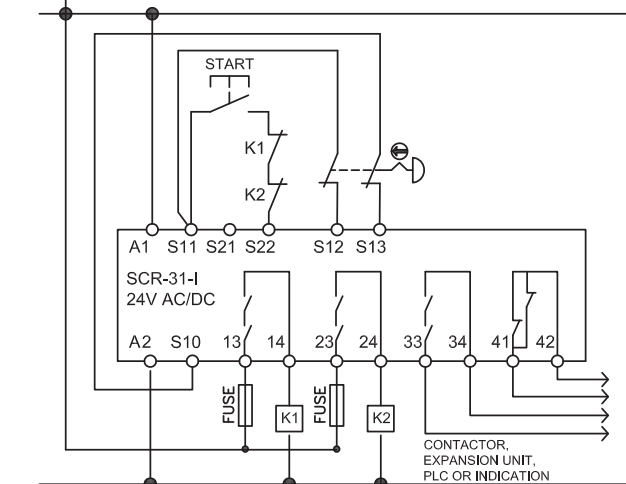 START
K1
K2
A1 S11 S21 S22 S12 S13
SCR-31-I
24V AC/DC
A2 S10 13 14 23 24 33 34 41 42
FUSE K1 FUSE K2
CONTACTOR,
EXPANSION UNIT,
PLC OR INDICATION